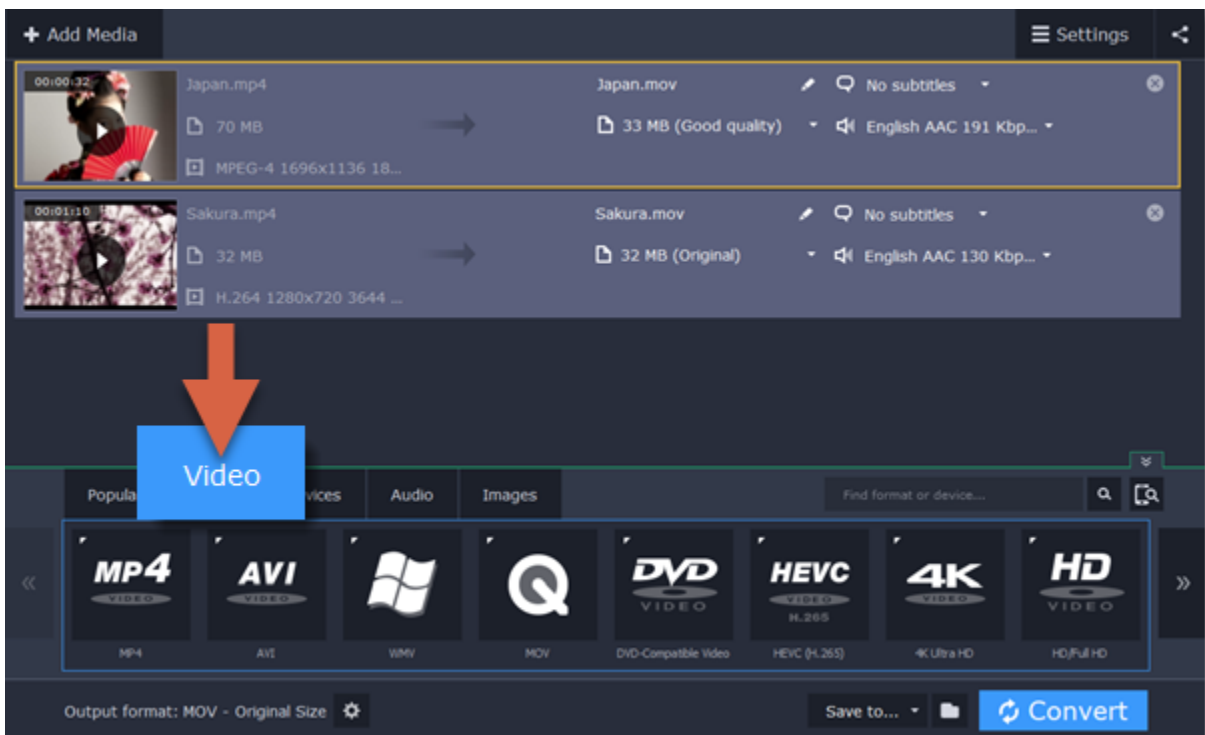 Add Media
Settings
00:00:32
Japan.mp4
70 MB
MPEG-4 1696x1136 18...
Japan.mov
33 MB (Good quality)
No subtitles
English AAC 191 Kbp...
00:01:10
Sakura.mp4
32 MB
H.264 1280x720 3644 ...
Sakura.mov
32 MB (Original)
No subtitles
English AAC 130 Kbp...
Video
Popula
vices
Audio
Images
Find format or device...
MP4
VIDEO
MP4
AVI
VIDEO
AVI
WMV
MOV
DVD
VIDEO
DVD-Compatible Video
HEVC
VIDEO
H.265
HEVC (H.265)
4K
VIDEO
4K Ultra HD
HD
VIDEO
HD/Full HD
Output format: MOV - Original Size
Save to...
Convert